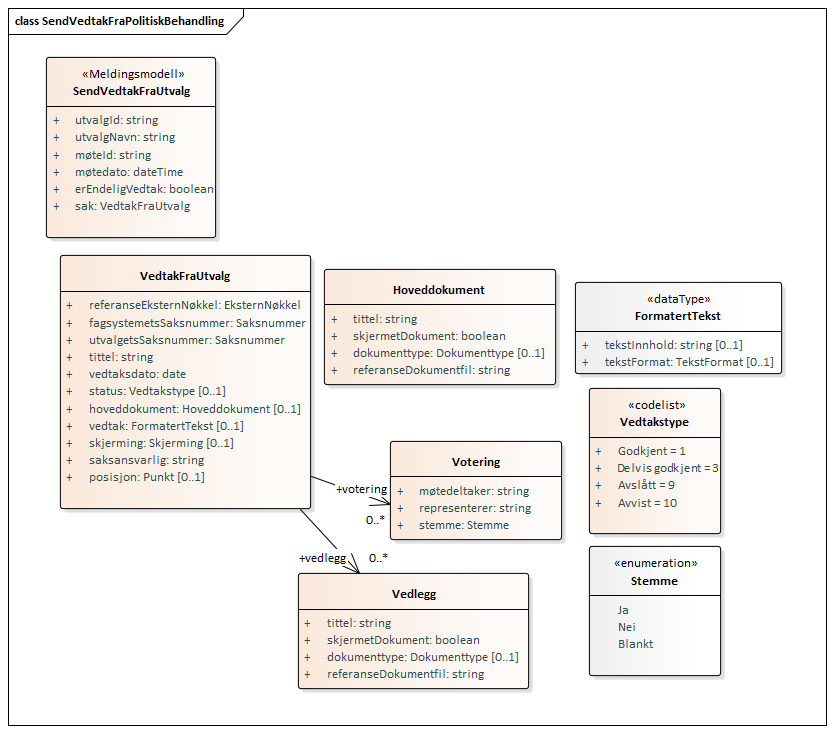 class SendVedtakFraPolitiskBehandling
«Meldingsmodell»
SendVedtakFraUtvalg
+ utvalgId: string
+ utvalgNavn: string
+ møteId: string
+ møtedato: dateTime
+ erEndeligVedtak: boolean
+ sak: VedtakFraUtvalg
VedtakFraUtvalg
+ referanseEksternNøkkel: EksternNøkkel
+ fagsystemetsSaksnummer: Saksnummer
+ utvalgetsSaksnummer: Saksnummer
+ tittel: string
+ vedtaksdato: date
+ status: Vedtakstype [0..1]
+ hoveddokument: Hoveddokument [0..1]
+ vedtak: FormatertTekst [0..1]
+ skjerming: Skjerming [0..1]
+ saksansvarlig: string
+ posisjon: Punkt [0..1]
Hoveddokument
+ tittel: string
+ skjermetDokument: boolean
+ dokumenttype: Dokumenttype [0..1]
+ referanseDokumentfil: string
«dataType»
FormatertTekst
+ tekstInnhold: string [0..1]
+ tekstFormat: TekstFormat [0..1]
«codelist»
Vedtakstype
+ Godkjent = 1
+ Delvis godkjent = 3
+ Avslått = 9
+ Avvist = 10
+votering
0..*
Votering
+ møtedeltaker: string
+ representerer: string
+ stemme: Stemme
+vedlegg
0..*
Vedlegg
+ tittel: string
+ skjermetDokument: boolean
+ dokumenttype: Dokumenttype [0..1]
+ referanseDokumentfil: string
«enumeration»
Stemme
Ja
Nei
Blankt